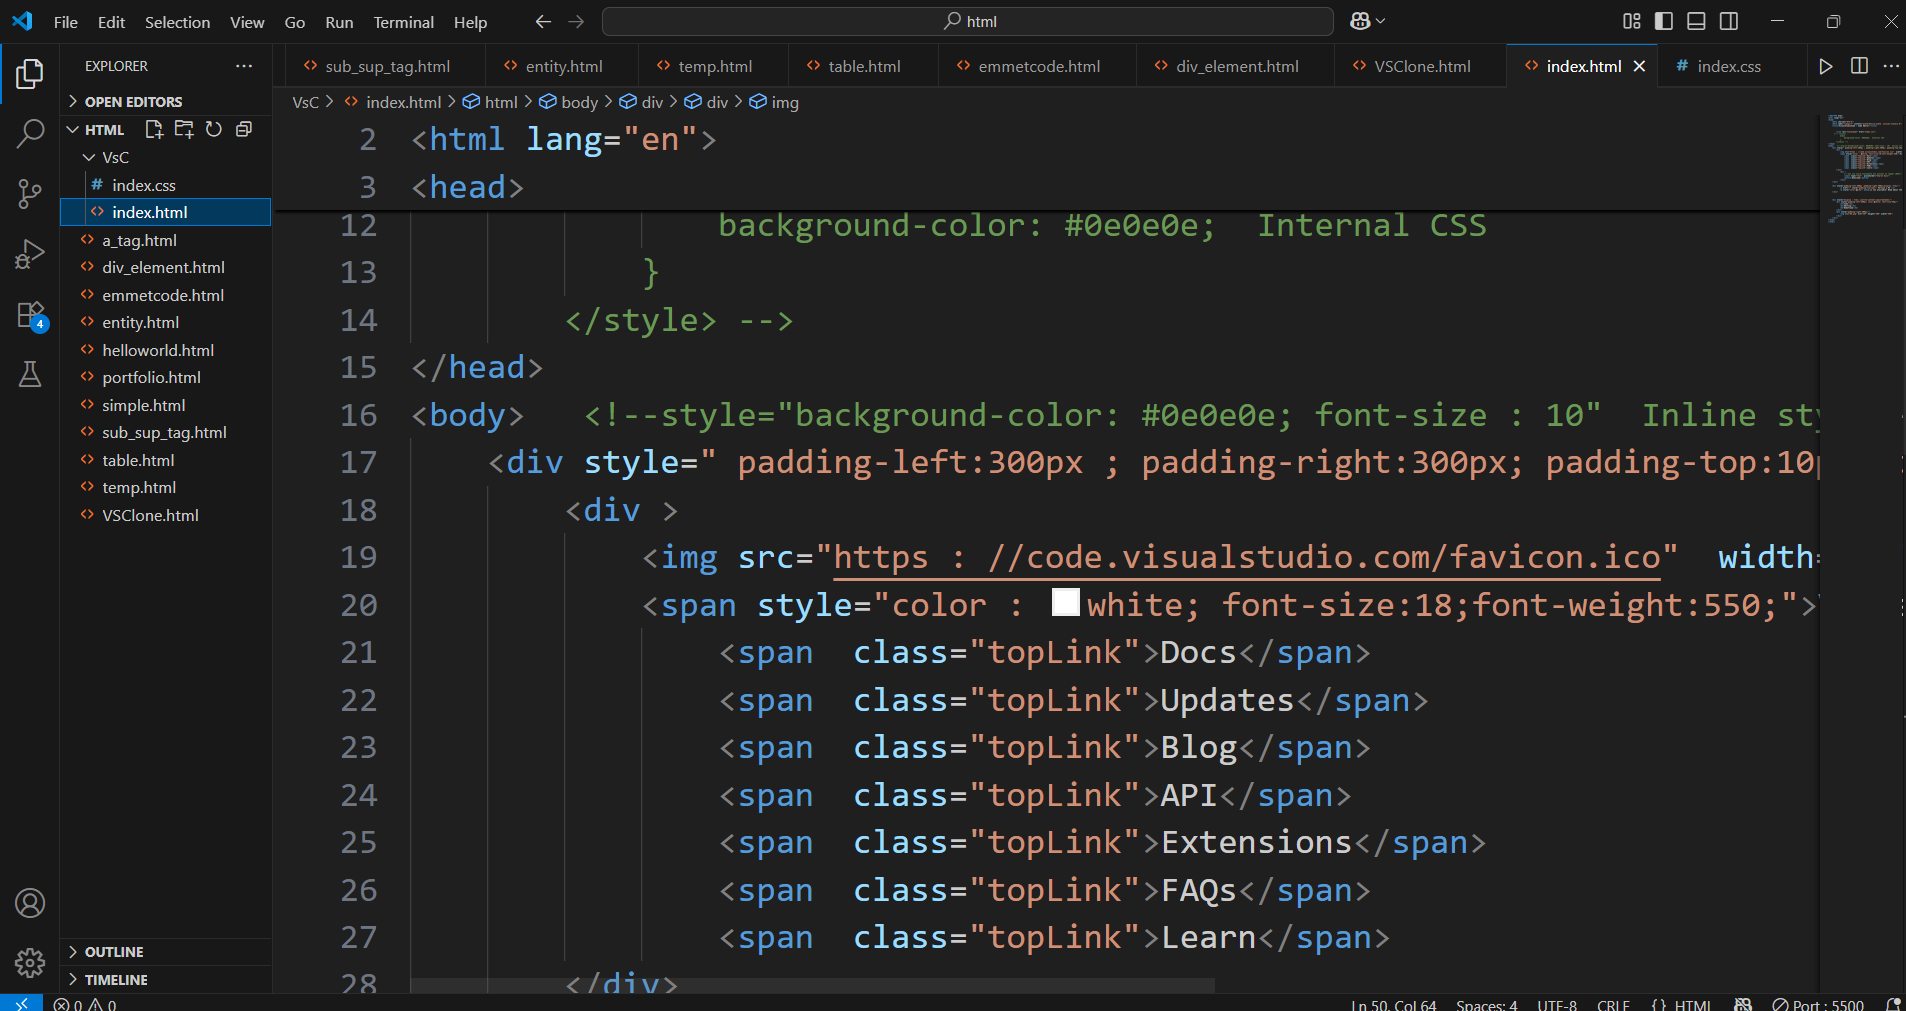 File Edit Selection View Go Run Terminal Help html
EXPLORER
sub_sup_tag.html entity.html temp.html table.html emmetcode.html div_element.html VSClone.html index.html # index.css
OPEN EDITORS
HTML
VsC
# index.css
index.html
a_tag.html
div_element.html
emmetcode.html
entity.html
helloworld.html
portfolio.html
simple.html
sub_sup_tag.html
table.html
temp.html
VSClone.html
4
OUTLINE
TIMELINE
VsC > index.html > html > body > div > div > img
2 <html lang="en">
3 <head>
12 background-color: #0e0e0e; Internal CSS
13 }
14 </style> -->
15 </head>
16 <body> <!--style="background-color: #0e0e0e; font-size : 10" Inline sty
17 <div style=" padding-left:300px ; padding-right:300px; padding-top:10p
18 <div >
19 <img src="https : //code.visualstudio.com/favicon.ico" width=
20 <span style="color : white; font-size:18;font-weight:550;">
21 <span class="topLink">Docs</span>
22 <span class="topLink">Updates</span>
23 <span class="topLink">Blog</span>
24 <span class="topLink">API</span>
25 <span class="topLink">Extensions</span>
26 <span class="topLink">FAQs</span>
27 <span class="topLink">Learn</span>
28 </div>
0 0 Ln 50, Col 64 Spaces: 4 UTF-8 CRLF {} HTML Port : 5500